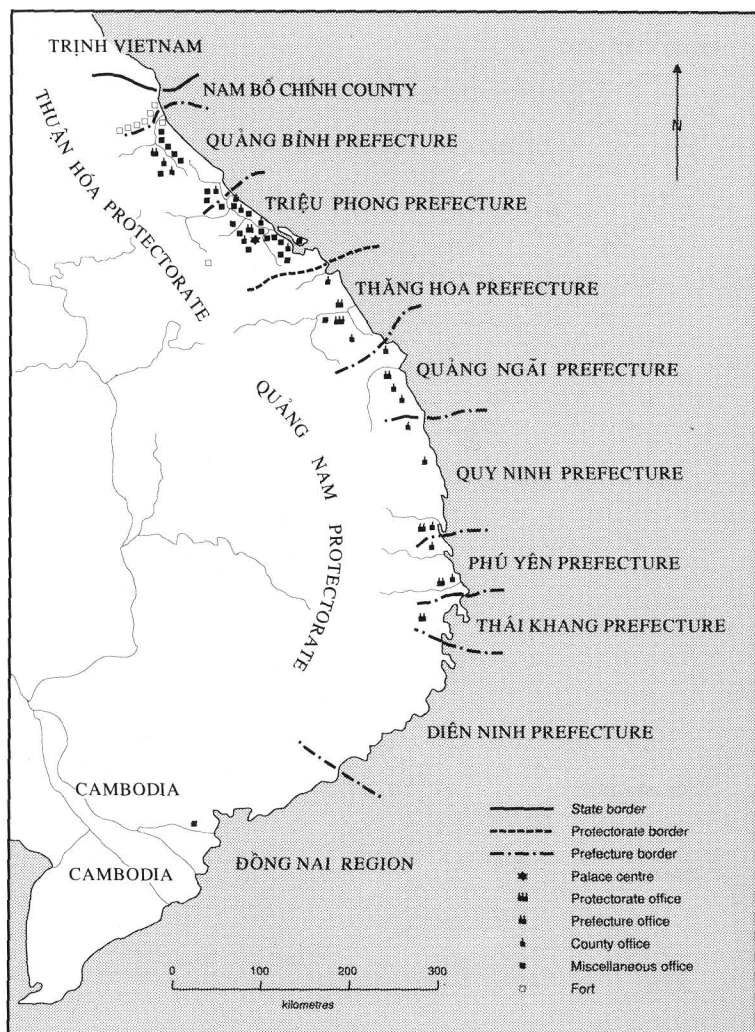 TRỊNH VIETNAM
NAM BỐ CHÍNH COUNTY
THUẬN HÓA PROTECTORATE
QUẢNG BÌNH PREFECTURE
TRIỆU PHONG PREFECTURE
N
THĂNG HOA PREFECTURE
QUẢNG NGÃI PREFECTURE
QUẢNG NAM PROTECTORATE
QUY NINH PREFECTURE
PHÚ YÊN PREFECTURE
THÁI KHANG PREFECTURE
DIÊN NINH PREFECTURE
CAMBODIA
CAMBODIA
ĐỒNG NAI REGION
State border
Protectorate border
Prefecture border
Palace centre
Protectorate office
Prefecture office
County office
Miscellaneous office
Fort
0 100 200 300
kilometres